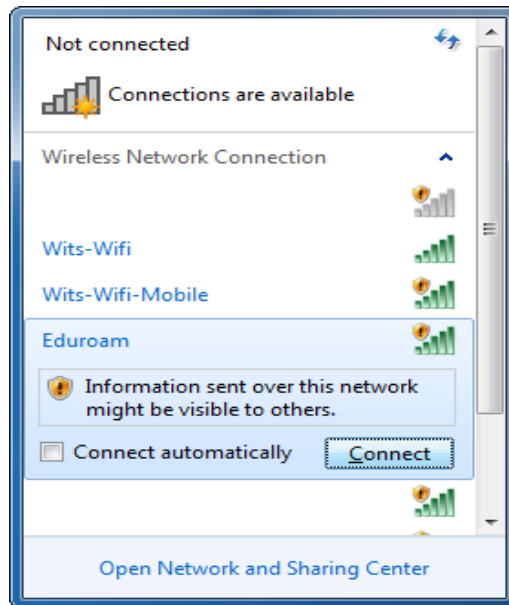 Not connected
Connections are available
Wireless Network Connection
Wits-Wifi
Wits-Wifi-Mobile
Eduroam
Information sent over this network
might be visible to others.
Connect automatically
Connect
Open Network and Sharing Center